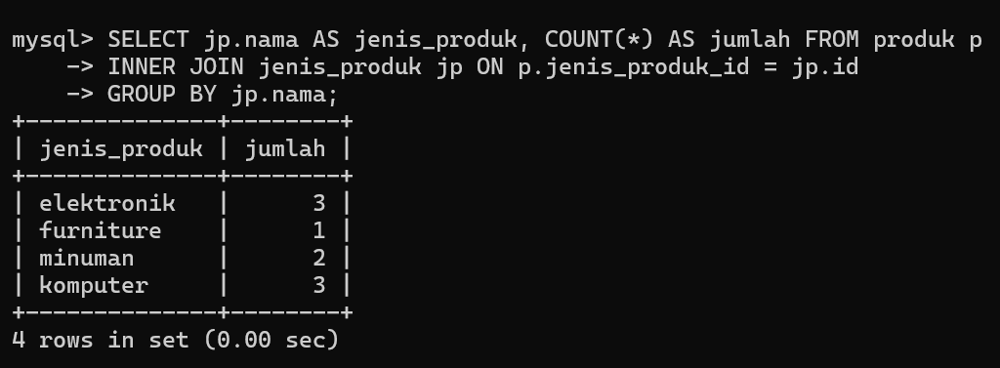 mysql> SELECT jp.nama AS jenis_produk, COUNT(*) AS jumlah FROM produk p
    -> INNER JOIN jenis_produk jp ON p.jenis_produk_id = jp.id
    -> GROUP BY jp.nama;
+--------------+--------+
| jenis_produk | jumlah |
+--------------+--------+
| elektronik   |      3 |
| furniture    |      1 |
| minuman      |      2 |
| komputer     |      3 |
+--------------+--------+
4 rows in set (0.00 sec)